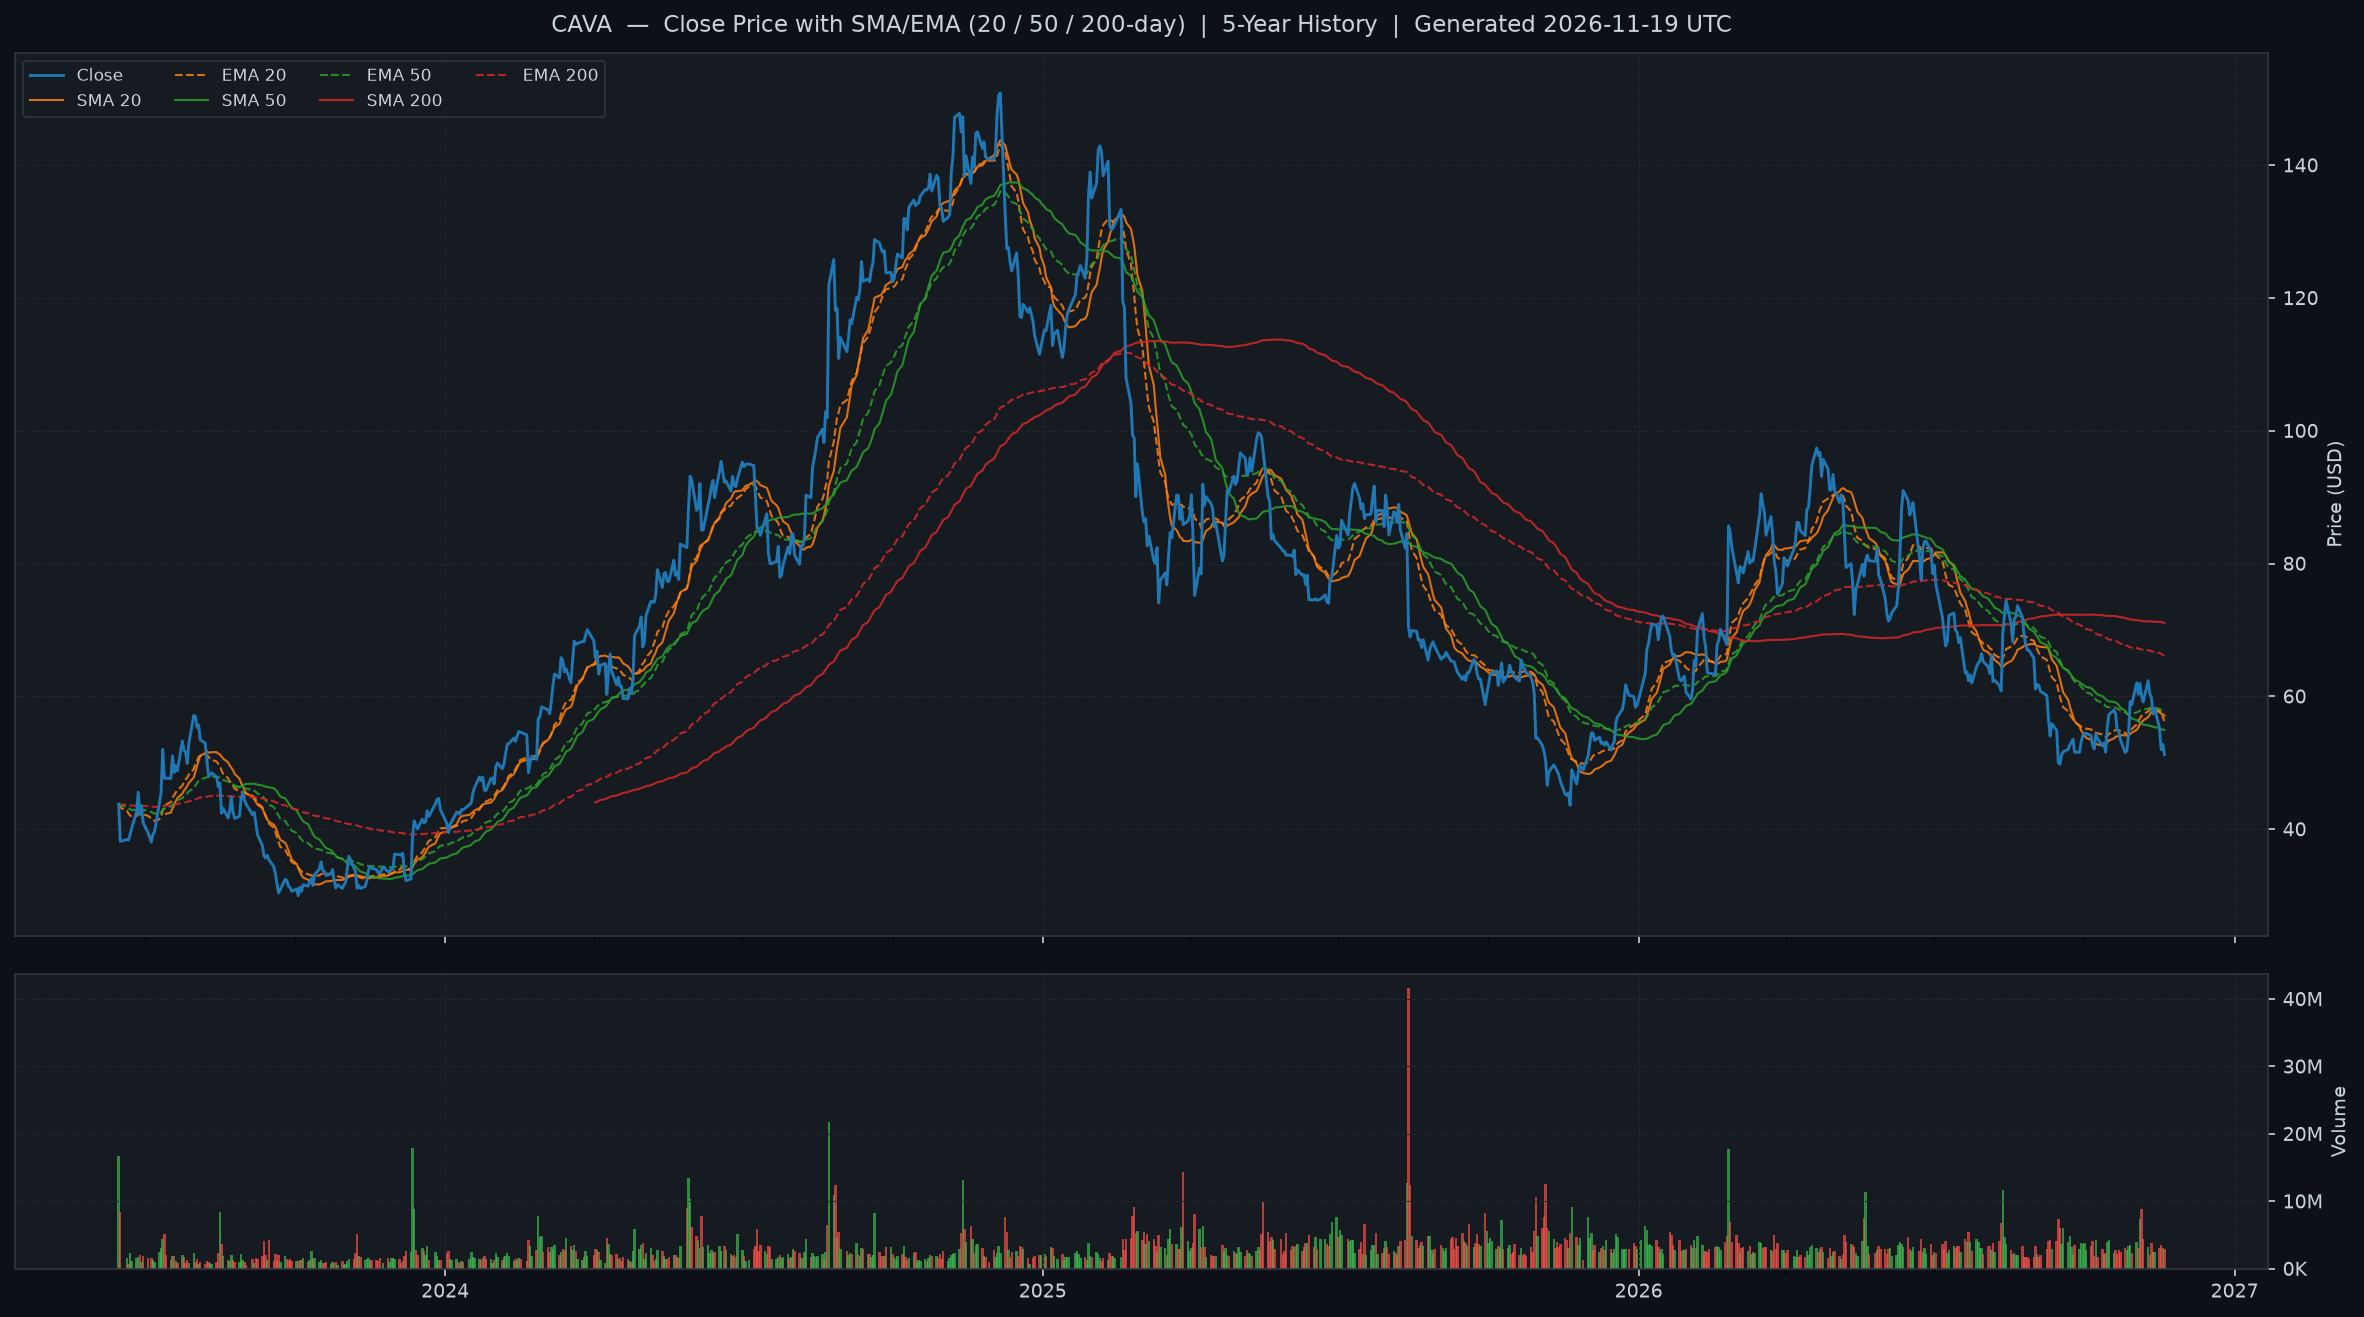 CAVA — Close Price with SMA/EMA (20 / 50 / 200-day) | 5-Year History | Generated 2026-11-19 UTC
Close EMA 20 EMA 50 EMA 200
SMA 20 SMA 50 SMA 200
140
120
100
80
60
40
Price (USD)
40M
30M
20M
10M
0K
Volume
2024 2025 2026 2027